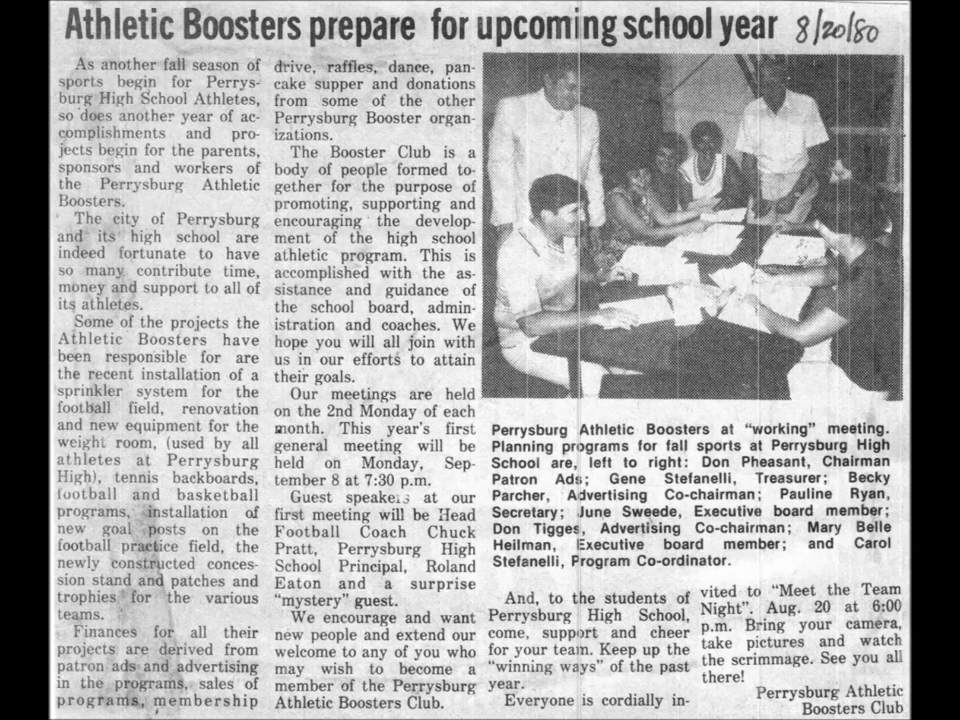 Athletic Boosters prepare for upcoming school year 8/20/80
As another fall season of
sports begin for Perrys-
burg High School Athletes,
so does another year of ac-
complishments and pro-
jects begin for the parents,
sponsors and workers of
the Perrysburg Athletic
Boosters.
The city of Perrysburg
and its high school are
indeed fortunate to have
so many contribute time,
money and support to all of
its athletes.
Some of the projects the
Athletic Boosters have
been responsible for are
the recent installation of a
sprinkler system for the
football field, renovation
and new equipment for the
weight room, (used by all
athletes at Perrysburg
High), tennis backboards,
football and basketball
programs, installation of
new goal posts on the
football practice field, the
newly constructed conces-
sion stand and patches and
trophies for the various
teams.
Finances for all their
projects are derived from
patron ads and advertising
in the programs, sales of
programs, membership
drive, raffles, dance, pan-
cake supper and donations
from some of the other
Perrysburg Booster organ-
izations.
The Booster Club is a
body of people formed to-
gether for the purpose of
promoting, supporting and
encouraging the develop-
ment of the high school
athletic program. This is
accomplished with the as-
sistance and guidance of
the school board, admin-
istration and coaches. We
hope you will all join with
us in our efforts to attain
their goals.
Our meetings are held
on the 2nd Monday of each
month. This year's first
general meeting will be
held on Monday, Sep-
tember 8 at 7:30 p.m.
Guest speakers at our
first meeting will be Head
Football Coach Chuck
Pratt, Perrysburg High
School Principal, Roland
Eaton and a surprise
"mystery" guest.
We encourage and want
new people and extend our
welcome to any of you who
may wish to become a
member of the Perrysburg
Athletic Boosters Club.
Perrysburg Athletic Boosters at "working" meeting.
Planning programs for fall sports at Perrysburg High
School are, left to right: Don Pheasant, Chairman
Patron Ads; Gene Stefanelli, Treasurer; Becky
Parcher, Advertising Co-chairman; Pauline Ryan,
Secretary; June Sweede, Executive board member;
Don Tigges, Advertising Co-chairman; Mary Belle
Heilman, Executive board member; and Carol
Stefanelli, Program Co-ordinator.
And, to the students of
Perrysburg High School,
come, support and cheer
for your team. Keep up the
"winning ways" of the past
year.
Everyone is cordially in-
vited to "Meet the Team
Night". Aug. 20 at 6:00
p.m. Bring your camera,
take pictures and watch
the scrimmage. See you all
there!
Perrysburg Athletic
Boosters Club